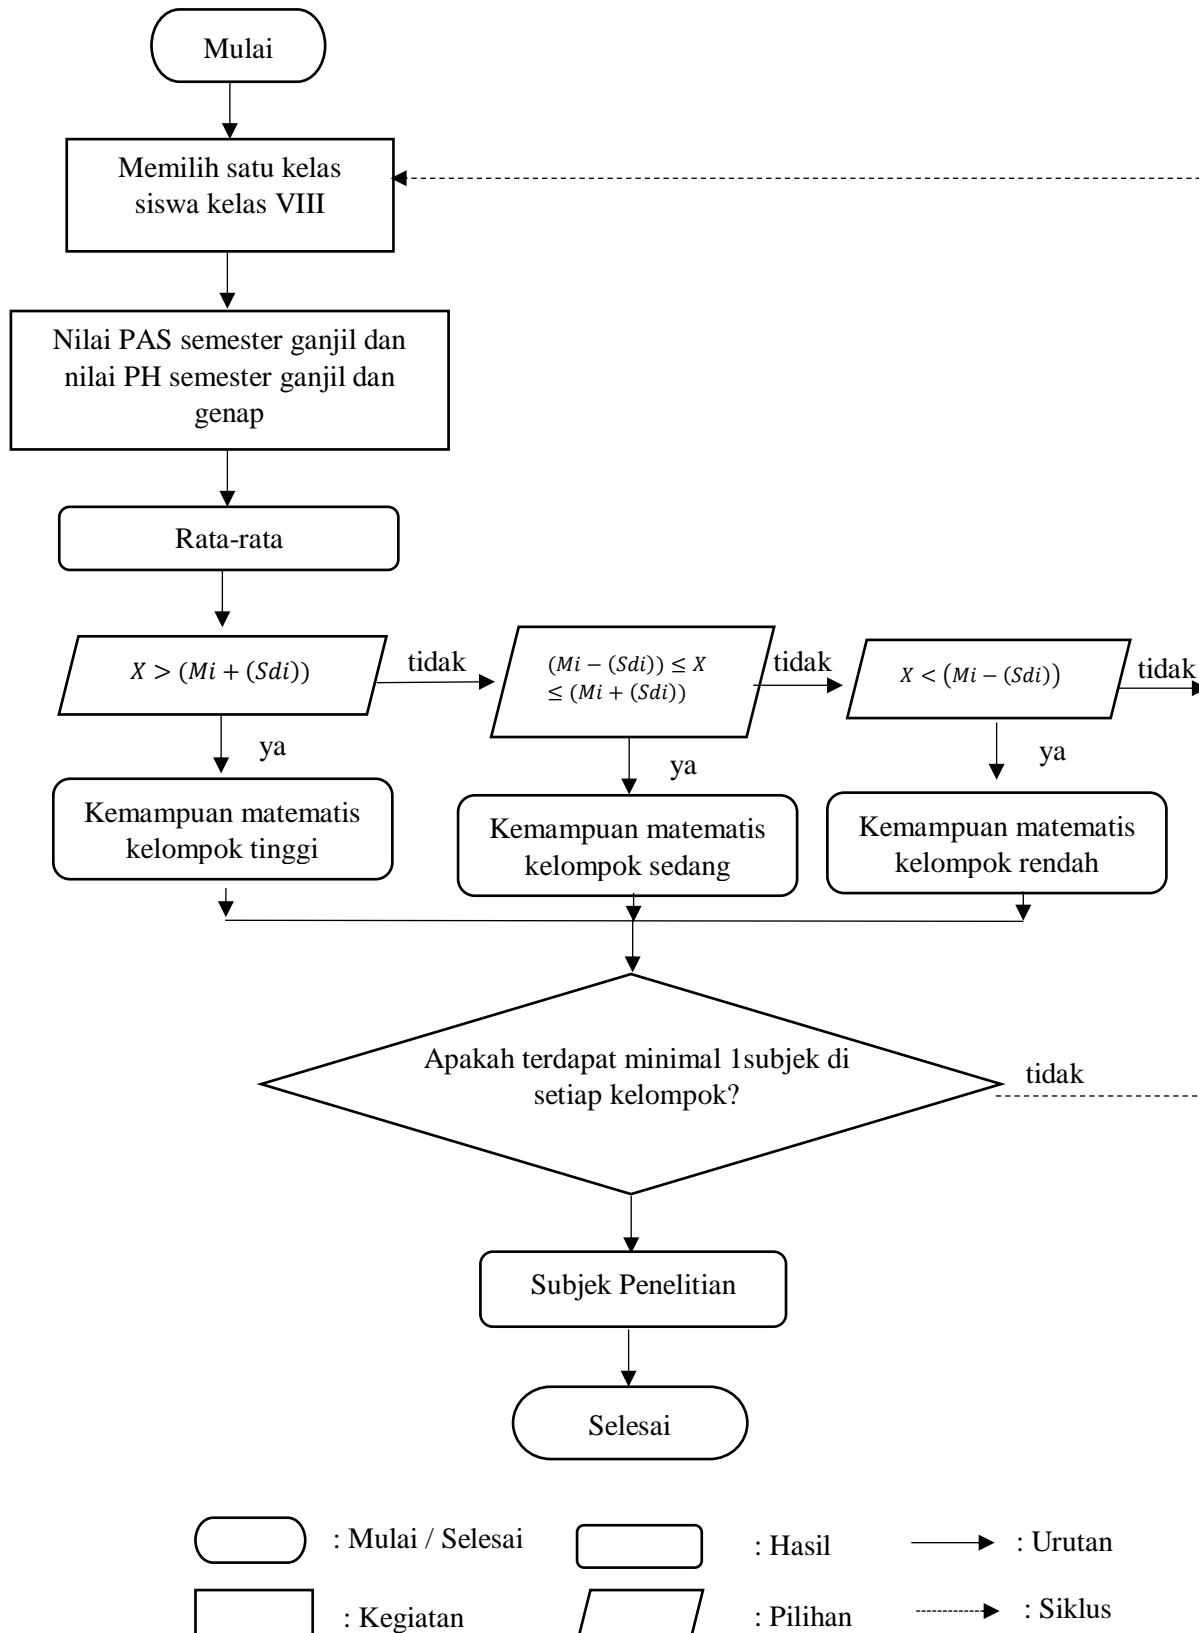 Mulai
Memilih satu kelas
siswa kelas VIII
Nilai PAS semester ganjil dan
nilai PH semester ganjil dan
genap
Rata-rata
X > (Mi + (Sdi))
tidak
(Mi − (Sdi)) ≤ X
≤ (Mi + (Sdi))
tidak
X < (Mi − (Sdi))
tidak
ya
ya
ya
Kemampuan matematis
kelompok tinggi
Kemampuan matematis
kelompok sedang
Kemampuan matematis
kelompok rendah
Apakah terdapat minimal 1subjek di
setiap kelompok?
tidak
Subjek Penelitian
Selesai
: Mulai / Selesai
: Hasil
: Urutan
: Kegiatan
: Pilihan
: Siklus